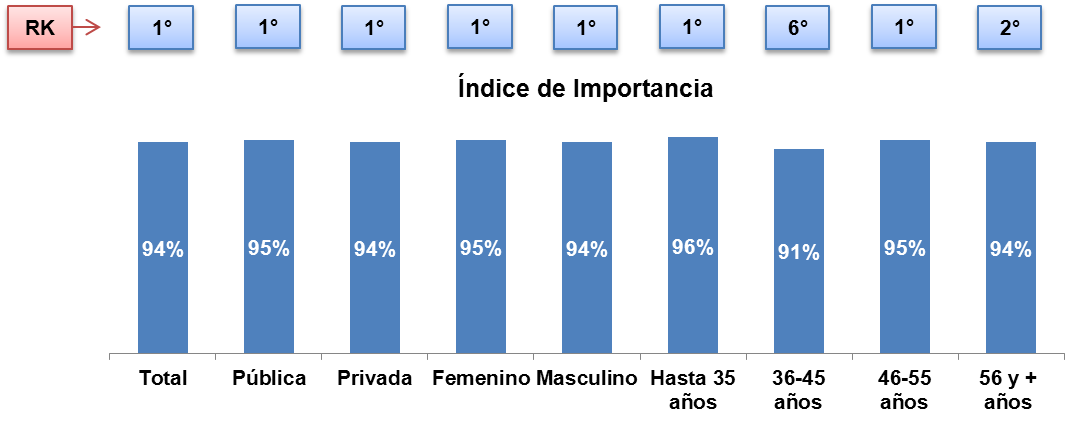 RK 1° 1° 1° 1° 1° 1° 6° 1° 2°
Índice de Importancia
94% 95% 94% 95% 94% 96% 91% 95% 94%
Total Pública Privada Femenino Masculino Hasta 35 36-45 46-55 56 y +
años años años años